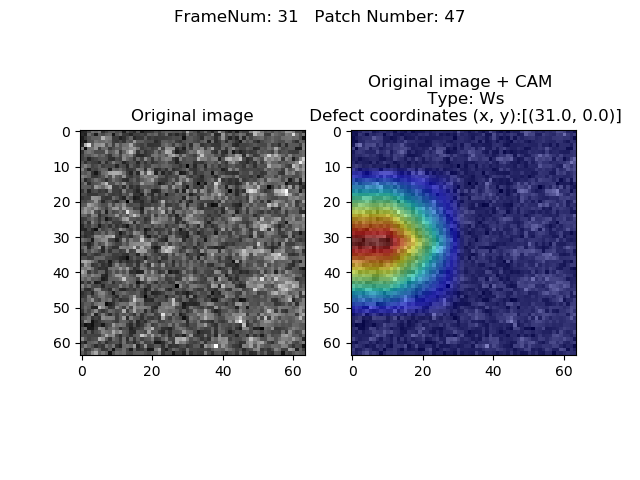 FrameNum: 31   Patch Number: 47
Original image
0
10
20
30
40
50
60
0 20 40 60
Original image + CAM
Type: Ws
Defect coordinates (x, y):[(31.0, 0.0)]
0
10
20
30
40
50
60
0 20 40 60